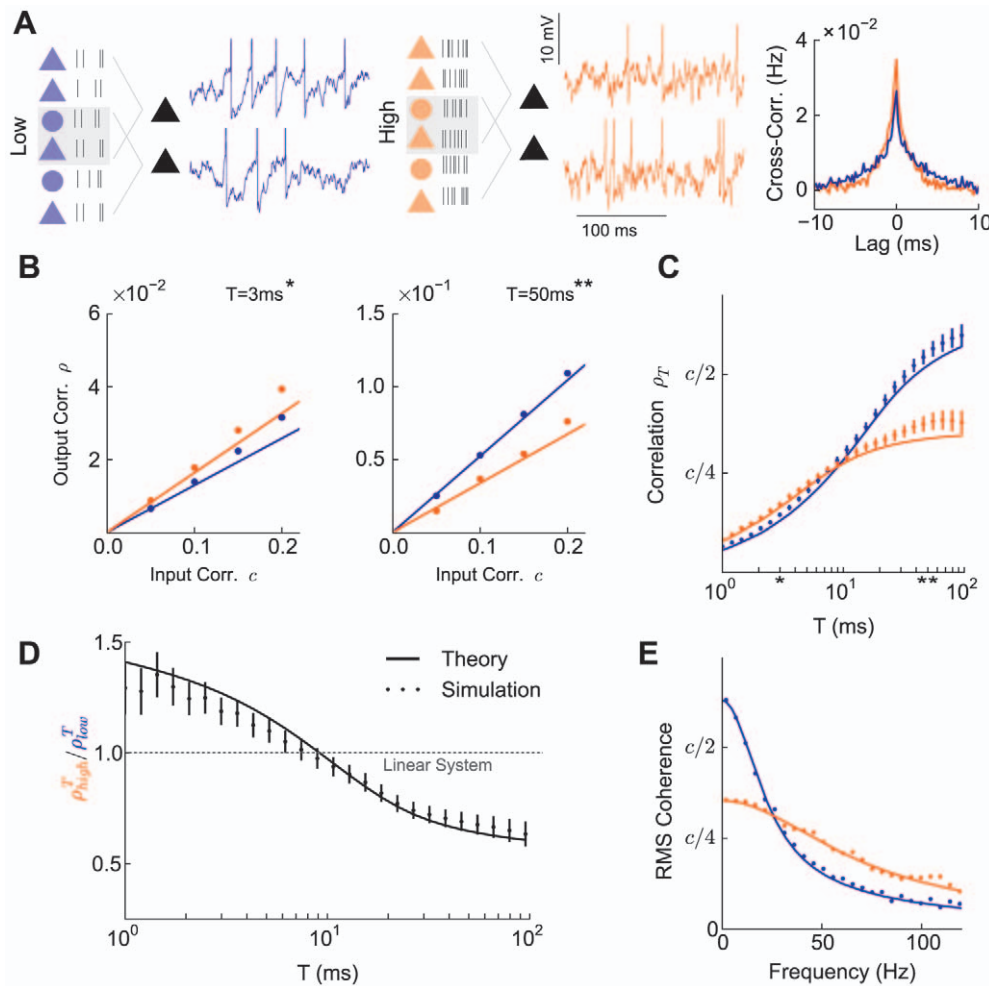 A
Low
High
10 mV
100 ms
×10⁻²
4
2
0
Cross-Corr. (Hz)
-10
0
10
Lag (ms)
B
×10⁻²
T=3ms*
6
4
2
Output Corr. ρ
0.0
0.1
0.2
Input Corr. c
×10⁻¹
T=50ms**
1.5
1.0
0.5
0.0
0.1
0.2
Input Corr. c
C
Correlation ρ_T
c/2
c/4
10⁰
*
10¹
**
10²
T (ms)
D
1.5
1.0
0.5
ρ^T_high/ρ^T_low
Theory
Simulation
Linear System
10⁰
10¹
10²
T (ms)
E
RMS Coherence
c/2
c/4
0
0
50
100
Frequency (Hz)